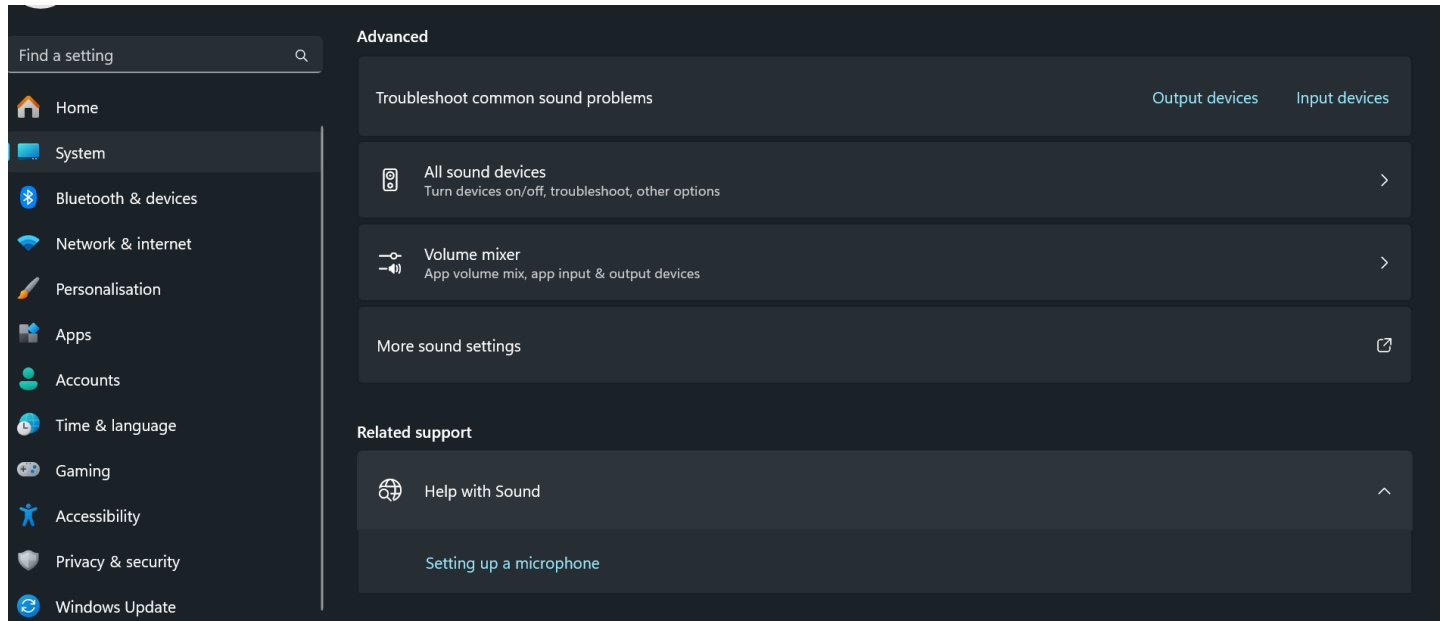 Find a setting
Home
System
Bluetooth & devices
Network & internet
Personalisation
Apps
Accounts
Time & language
Gaming
Accessibility
Privacy & security
Windows Update
Advanced
Troubleshoot common sound problems
Output devices
Input devices
All sound devices
Turn devices on/off, troubleshoot, other options
Volume mixer
App volume mix, app input & output devices
More sound settings
Related support
Help with Sound
Setting up a microphone